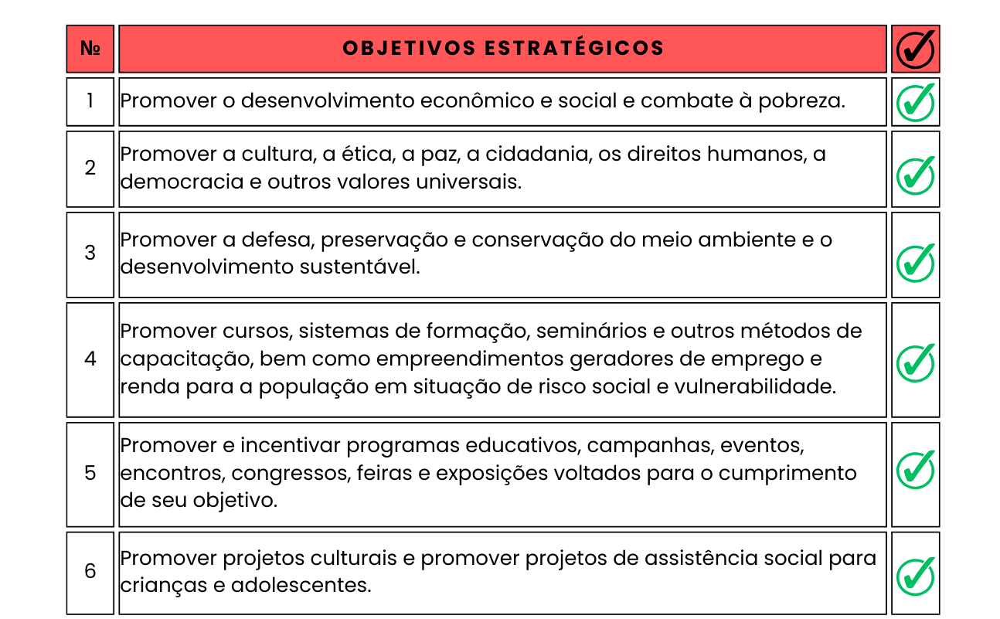 № OBJETIVOS ESTRATÉGICOS
1 Promover o desenvolvimento econômico e social e combate à pobreza.
2 Promover a cultura, a ética, a paz, a cidadania, os direitos humanos, a
democracia e outros valores universais.
3 Promover a defesa, preservação e conservação do meio ambiente e o
desenvolvimento sustentável.
4 Promover cursos, sistemas de formação, seminários e outros métodos de
capacitação, bem como empreendimentos geradores de emprego e
renda para a população em situação de risco social e vulnerabilidade.
5 Promover e incentivar programas educativos, campanhas, eventos,
encontros, congressos, feiras e exposições voltados para o cumprimento
de seu objetivo.
6 Promover projetos culturais e promover projetos de assistência social para
crianças e adolescentes.